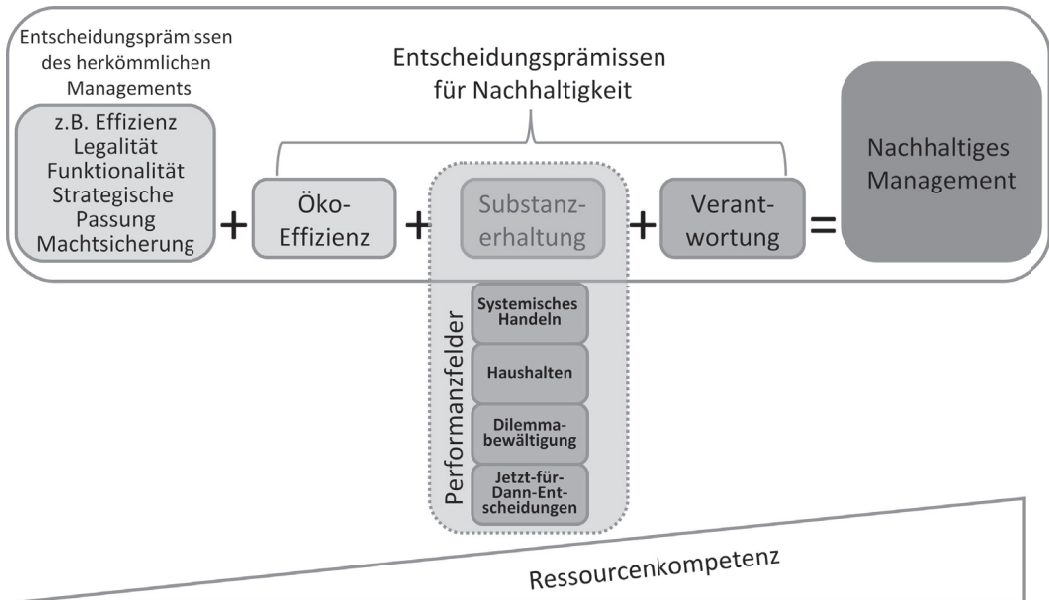 Entscheidungsprämissen
des herkömmlichen
Managements
z.B. Effizienz
Legalität
Funktionalität
Strategische
Passung
Machtsicherung
Entscheidungsprämissen
für Nachhaltigkeit
+
Öko-
Effizienz
+
Substanz-
erhaltung
+
Verant-
wortung
=
Nachhaltiges
Management
Performanzfelder
Systemisches
Handeln
Haushalten
Dilemma-
bewältigung
Jetzt-für-
Dann-Ent-
scheidungen
Ressourcenkompetenz